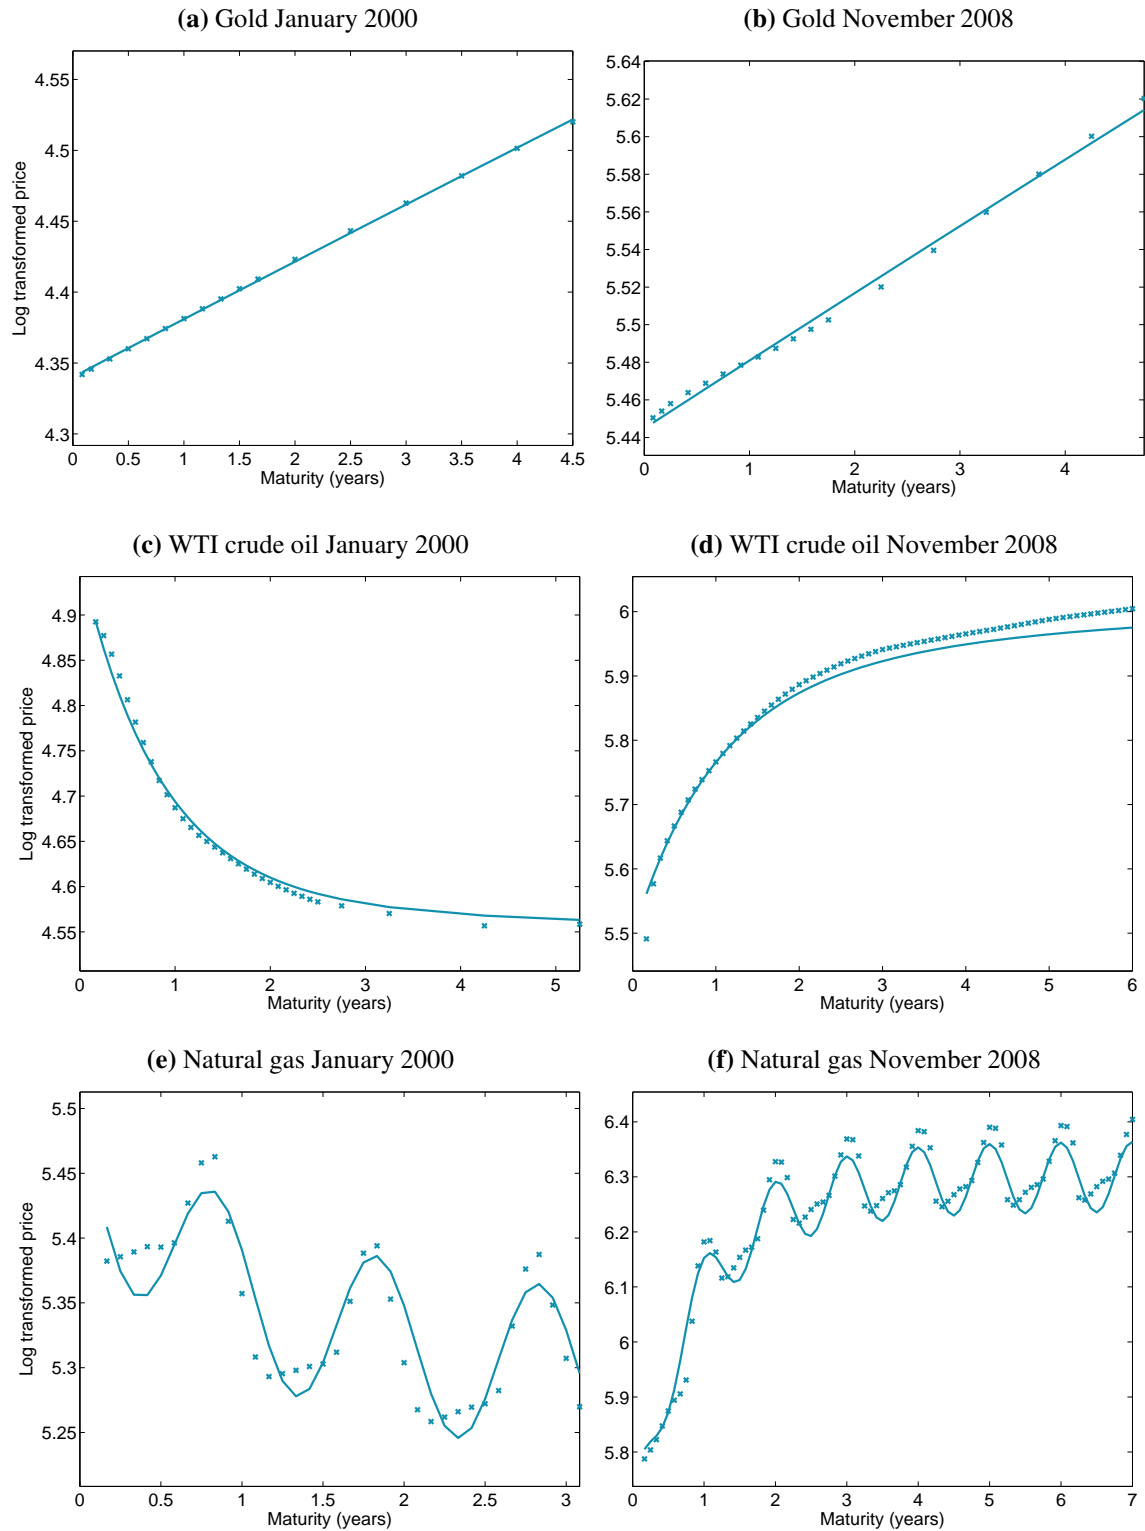 (a) Gold January 2000
4.55
4.5
4.45
4.4
4.35
4.3
Log transformed price
0 0.5 1 1.5 2 2.5 3 3.5 4 4.5
Maturity (years)
(b) Gold November 2008
5.64
5.62
5.6
5.58
5.56
5.54
5.52
5.5
5.48
5.46
5.44
0 1 2 3 4
Maturity (years)
(c) WTI crude oil January 2000
4.9
4.85
4.8
4.75
4.7
4.65
4.6
4.55
Log transformed price
0 1 2 3 4 5
Maturity (years)
(d) WTI crude oil November 2008
6
5.9
5.8
5.7
5.6
5.5
0 1 2 3 4 5 6
Maturity (years)
(e) Natural gas January 2000
5.5
5.45
5.4
5.35
5.3
5.25
Log transformed price
0 0.5 1 1.5 2 2.5 3
Maturity (years)
(f) Natural gas November 2008
6.4
6.3
6.2
6.1
6
5.9
5.8
0 1 2 3 4 5 6 7
Maturity (years)